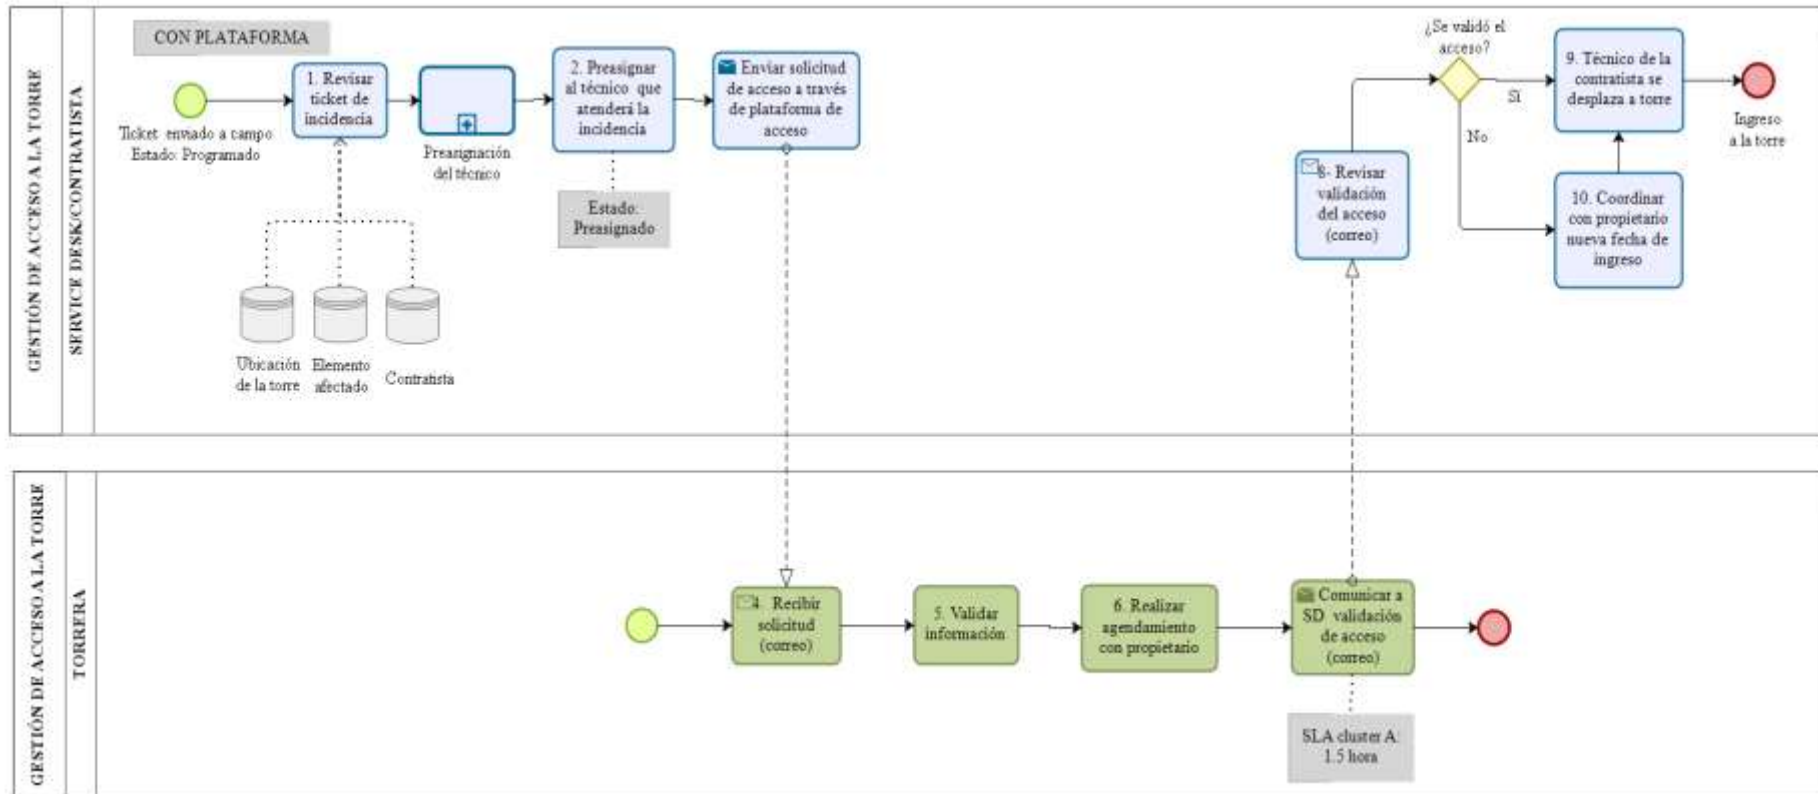 GESTIÓN DE ACCESO A LA TORRE
SERVICE DESK/CONTRATISTA
CON PLATAFORMA
Ticket enviado a campo
Estado: Programado
1. Revisar
ticket de
incidencia
Preasignación
del técnico
2. Preasignar
al técnico que
atenderá la
incidencia
Estado:
Preasignado
Enviar solicitud
de acceso a través
de plataforma de
acceso
Ubicación
de la torre
Elemento
afectado
Contratista
8- Revisar
validación
del acceso
(correo)
¿Se validó el
acceso?
Sí
No
9. Técnico de la
contratista se
desplaza a torre
10. Coordinar
con propietario
nueva fecha de
ingreso
Ingreso
a la torre
GESTIÓN DE ACCESO A LA TORRE
TORRERA
4. Recibir
solicitud
(correo)
5. Validar
información
6. Realizar
agendamiento
con propietario
Comunicar a
SD validación
de acceso
(correo)
SLA cluster A:
1.5 hora